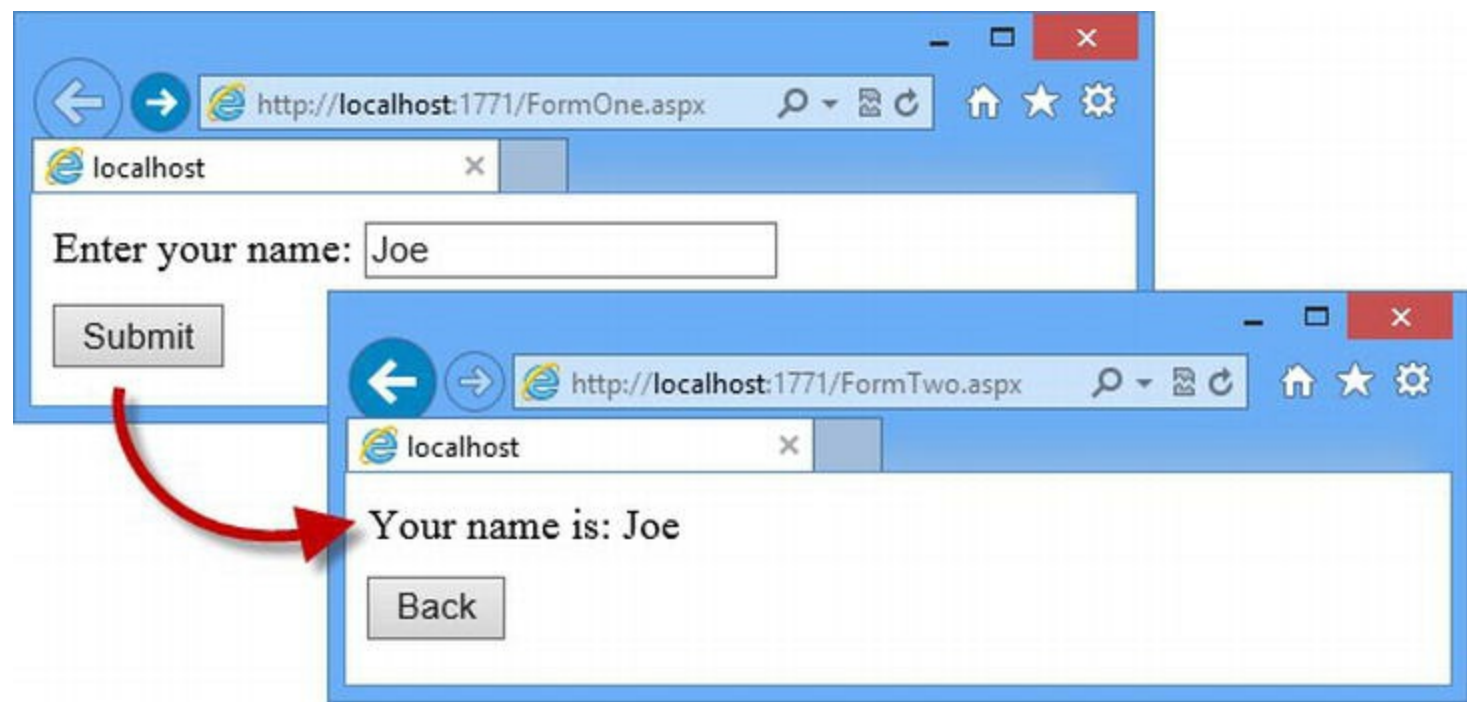 http://localhost:1771/FormOne.aspx
localhost
Enter your name: Joe
Submit
http://localhost:1771/FormTwo.aspx
localhost
Your name is: Joe
Back